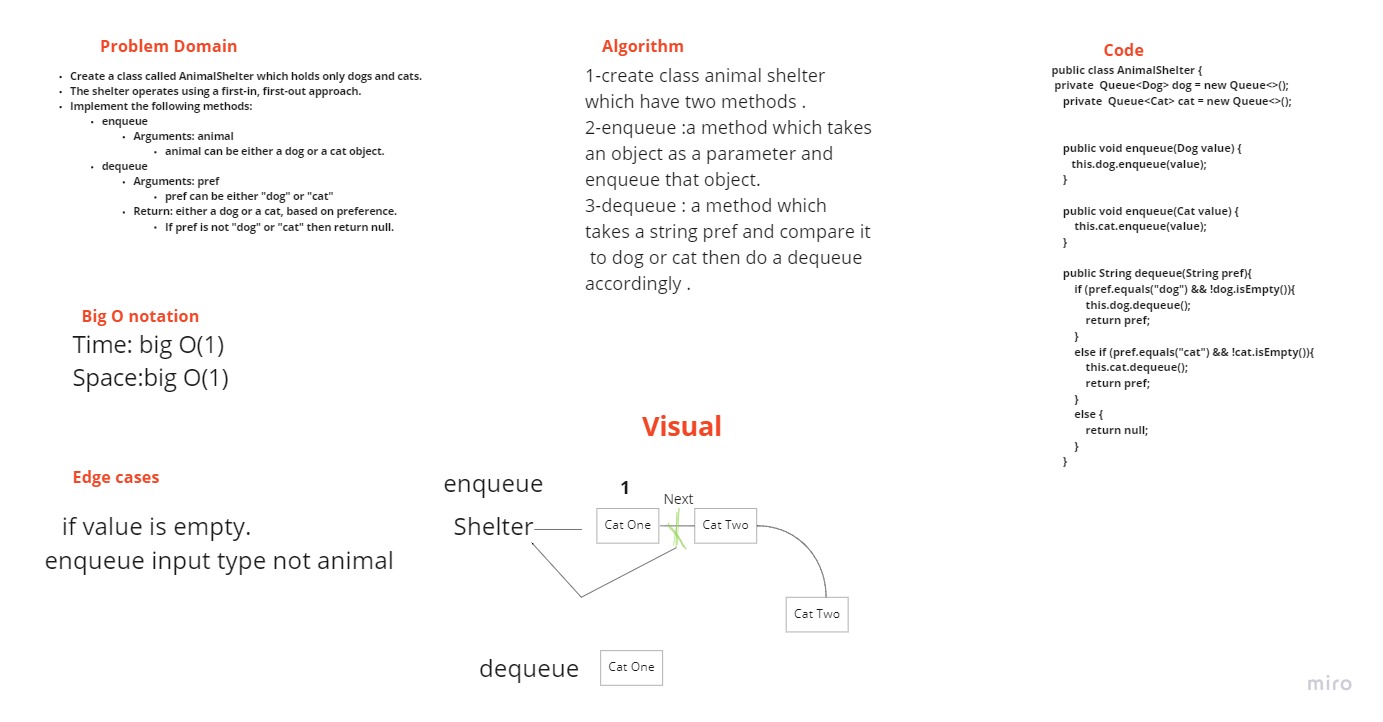 Problem Domain
• Create a class called AnimalShelter which holds only dogs and cats.
• The shelter operates using a first-in, first-out approach.
• Implement the following methods:
• enqueue
• Arguments: animal
• animal can be either a dog or a cat object.
• dequeue
• Arguments: pref
• pref can be either "dog" or "cat"
• Return: either a dog or a cat, based on preference.
• If pref is not "dog" or "cat" then return null.
Big O notation
Time: big O(1)
Space:big O(1)
Edge cases
if value is empty.
enqueue input type not animal
Algorithm
1-create class animal shelter
which have two methods .
2-enqueue :a method which takes
an object as a parameter and
enqueue that object.
3-dequeue : a method which
takes a string pref and compare it
to dog or cat then do a dequeue
accordingly .
Visual
enqueue
1
Next
Shelter
Cat One
Cat Two
Cat Two
dequeue
Cat One
Code
public class AnimalShelter {
private  Queue<Dog> dog = new Queue<>();
private  Queue<Cat> cat = new Queue<>();
public void enqueue(Dog value) {
this.dog.enqueue(value);
}
public void enqueue(Cat value) {
this.cat.enqueue(value);
}
public String dequeue(String pref){
if (pref.equals("dog") && !dog.isEmpty()){
this.dog.dequeue();
return pref;
}
else if (pref.equals("cat") && !cat.isEmpty()){
this.cat.dequeue();
return pref;
}
else {
return null;
}
}
miro